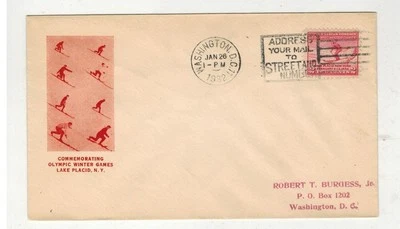 WASHINGTON, D.C.
JAN 26
1-PM
1932
ADDRESS
YOUR MAIL
TO
STREET AND
NUMBER
COMMEMORATING
OLYMPIC WINTER GAMES
LAKE PLACID, N. Y.
ROBERT T. BURGESS, Jr.
P. O. Box 1202
Washington, D. C.